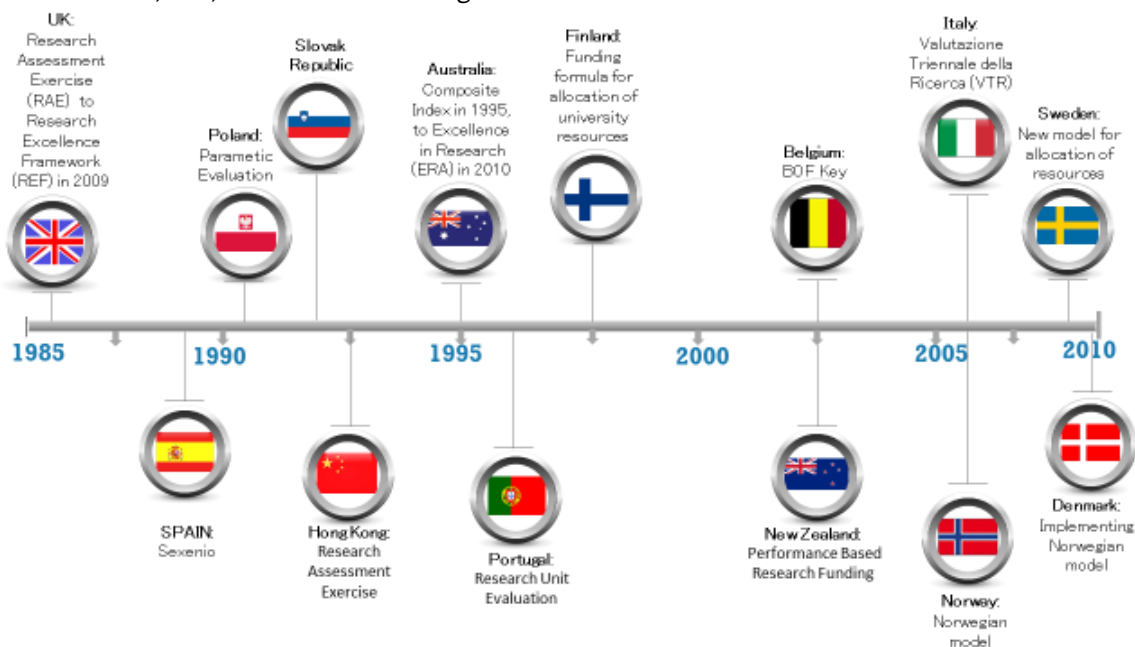 UK:
Research
Assessment
Exercise
(RAE) to
Research
Excellence
Framework
(REF) in 2009
Poland:
Parametic
Evaluation
Slovak
Republic
Australia:
Composite
Index in 1995,
to Excellence
in Research
(ERA) in 2010
Finland:
Funding
formula for
allocation of
university
resources
Belgium:
BOF Key
Italy:
Valutazione
Triennale della
Ricerca (VTR)
Sweden:
New model for
allocation of
resources
1985
1990
1995
2000
2005
2010
SPAIN:
Sexenio
Hong Kong:
Research
Assessment
Exercise
Portugal:
Research Unit
Evaluation
New Zealand:
Performance Based
Research Funding
Norway:
Norwegian
model
Denmark:
Implementing
Norwegian
model